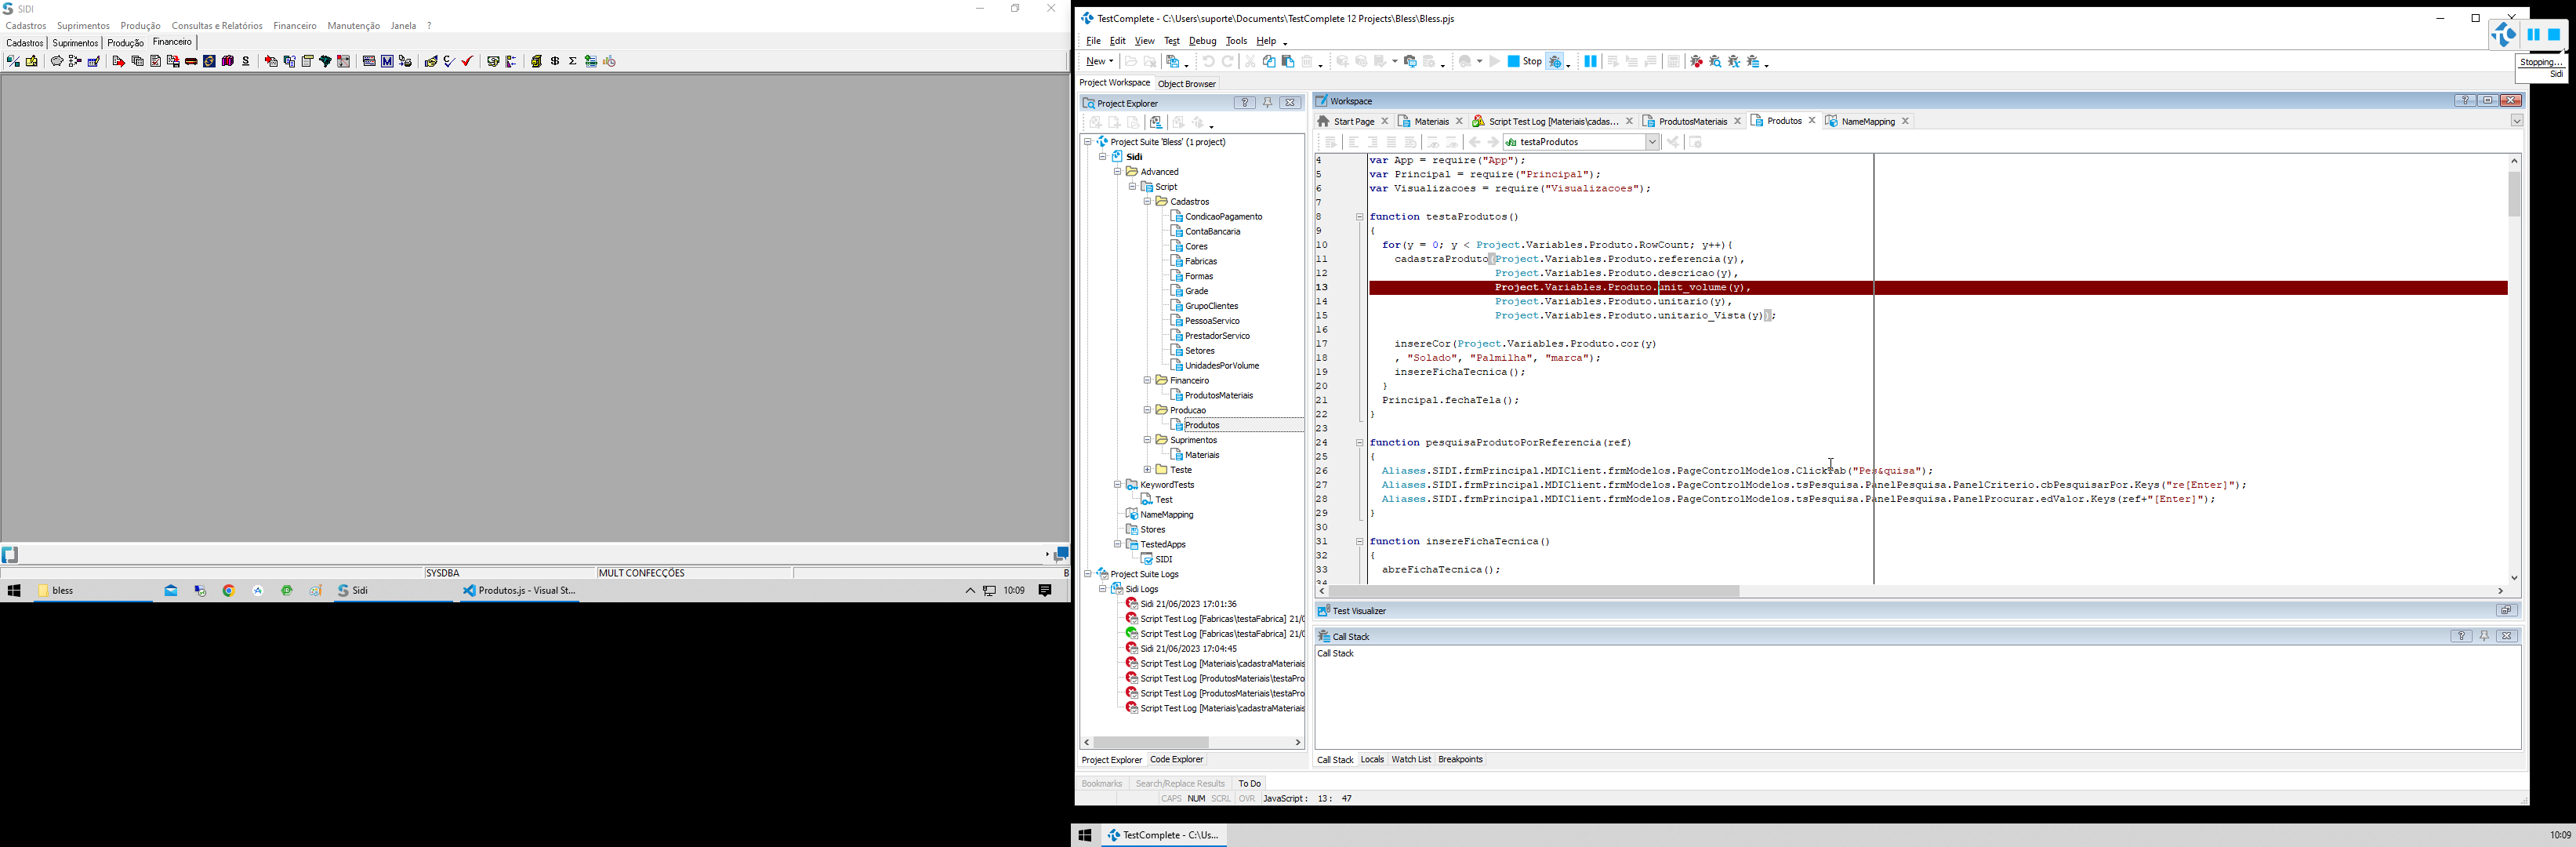 SIDI
Cadastros Suprimentos Produção Consultas e Relatórios Financeiro Manutenção Janela ?
Cadastros Suprimentos Produção Financeiro
SYSDBA MULT CONFECÇÕES B
bless Sidi Produtos.js - Visual St... 10:09
TestComplete - C:\Users\suporte\Documents\TestComplete 12 Projects\Bless\Bless.pjs
File Edit View Test Debug Tools Help
New Stop
Stopping...
Sidi
Project Workspace Object Browser
Project Explorer
Project Suite 'Bless' (1 project)
Sidi
Advanced
Script
Cadastros
CondicaoPagamento
ContaBancaria
Cores
Fabricas
Formas
Grade
GrupoClientes
PessoaServico
PrestadorServico
Setores
UnidadesPorVolume
Financeiro
ProdutosMateriais
Producao
Produtos
Suprimentos
Materiais
Teste
KeywordTests
Test
NameMapping
Stores
TestedApps
SIDI
Project Suite Logs
Sidi Logs
Sidi 21/06/2023 17:01:36
Script Test Log [Fabricas\testaFabrica] 21/0
Script Test Log [Fabricas\testaFabrica] 21/0
Sidi 21/06/2023 17:04:45
Script Test Log [Materiais\cadastraMateriais
Script Test Log [ProdutosMateriais\testaPro
Script Test Log [ProdutosMateriais\testaPro
Script Test Log [Materiais\cadastraMateriais
Project Explorer Code Explorer
Workspace
Start Page Materiais Script Test Log [Materiais\cadas... ProdutosMateriais Produtos NameMapping
testaProdutos
4 var App = require("App");
5 var Principal = require("Principal");
6 var Visualizacoes = require("Visualizacoes");
7
8 function testaProdutos()
9 {
10 for(y = 0; y < Project.Variables.Produto.RowCount; y++){
11 cadastraProduto(Project.Variables.Produto.referencia(y),
12 Project.Variables.Produto.descricao(y),
13 Project.Variables.Produto.unit_volume(y),
14 Project.Variables.Produto.unitario(y),
15 Project.Variables.Produto.unitario_Vista(y));
16
17 insereCor(Project.Variables.Produto.cor(y)
18 , "Solado", "Palmilha", "marca");
19 insereFichaTecnica();
20 }
21 Principal.fechaTela();
22 }
23
24 function pesquisaProdutoPorReferencia(ref)
25 {
26 Aliases.SIDI.frmPrincipal.MDIClient.frmModelos.PageControlModelos.ClickTab("Pes&quisa");
27 Aliases.SIDI.frmPrincipal.MDIClient.frmModelos.PageControlModelos.tsPesquisa.PanelPesquisa.PanelCriterio.cbPesquisarPor.Keys("re[Enter]");
28 Aliases.SIDI.frmPrincipal.MDIClient.frmModelos.PageControlModelos.tsPesquisa.PanelPesquisa.PanelProcurar.edValor.Keys(ref+"[Enter]");
29 }
30
31 function insereFichaTecnica()
32 {
33 abreFichaTecnica();
34
Test Visualizer
Call Stack
Call Stack
Call Stack Locals Watch List Breakpoints
Bookmarks Search/Replace Results To Do
CAPS NUM SCRL OVR JavaScript : 13 : 47
TestComplete - C:\Us... 10:09